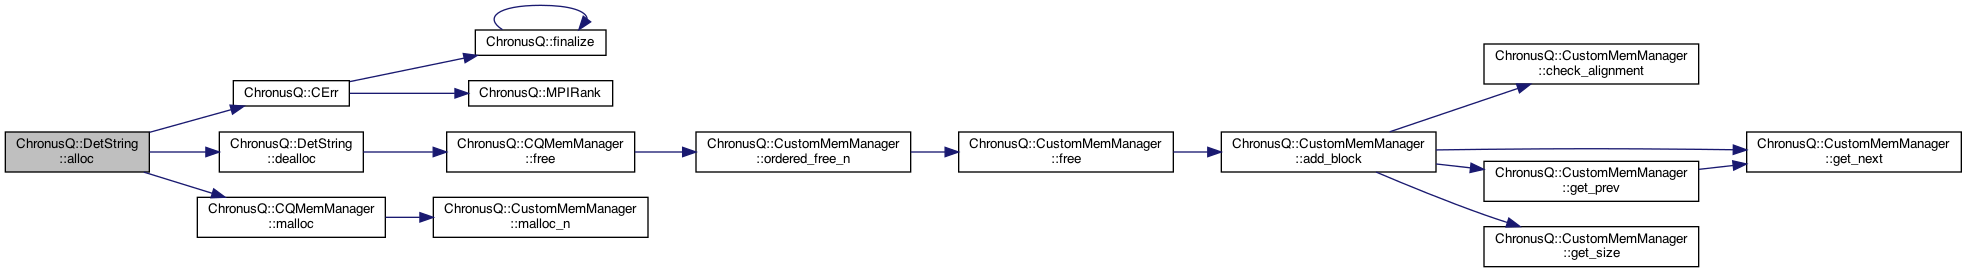 ChronusQ::DetString
::alloc
ChronusQ::CErr
ChronusQ::finalize
ChronusQ::MPIRank
ChronusQ::DetString
::dealloc
ChronusQ::CQMemManager
::free
ChronusQ::CustomMemManager
::ordered_free_n
ChronusQ::CustomMemManager
::free
ChronusQ::CustomMemManager
::add_block
ChronusQ::CustomMemManager
::check_alignment
ChronusQ::CustomMemManager
::get_next
ChronusQ::CustomMemManager
::get_prev
ChronusQ::CustomMemManager
::get_size
ChronusQ::CQMemManager
::malloc
ChronusQ::CustomMemManager
::malloc_n